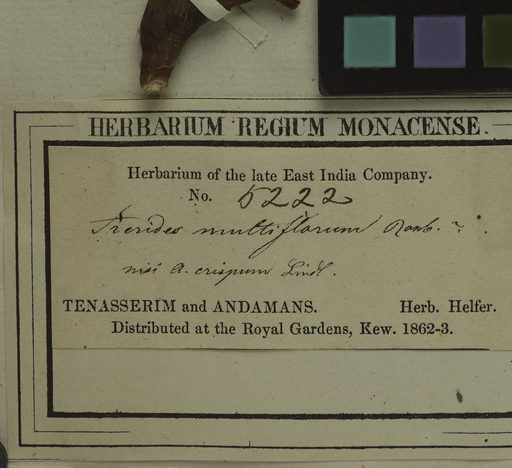 HERBARIUM REGIUM MONACENSE.
Herbarium of the late East India Company.
No. 5222
Aerides multiflorum Roxb. ?
nisi A. crispum Lindl.
TENASSERIM and ANDAMANS. Herb. Helfer.
Distributed at the Royal Gardens, Kew. 1862-3.